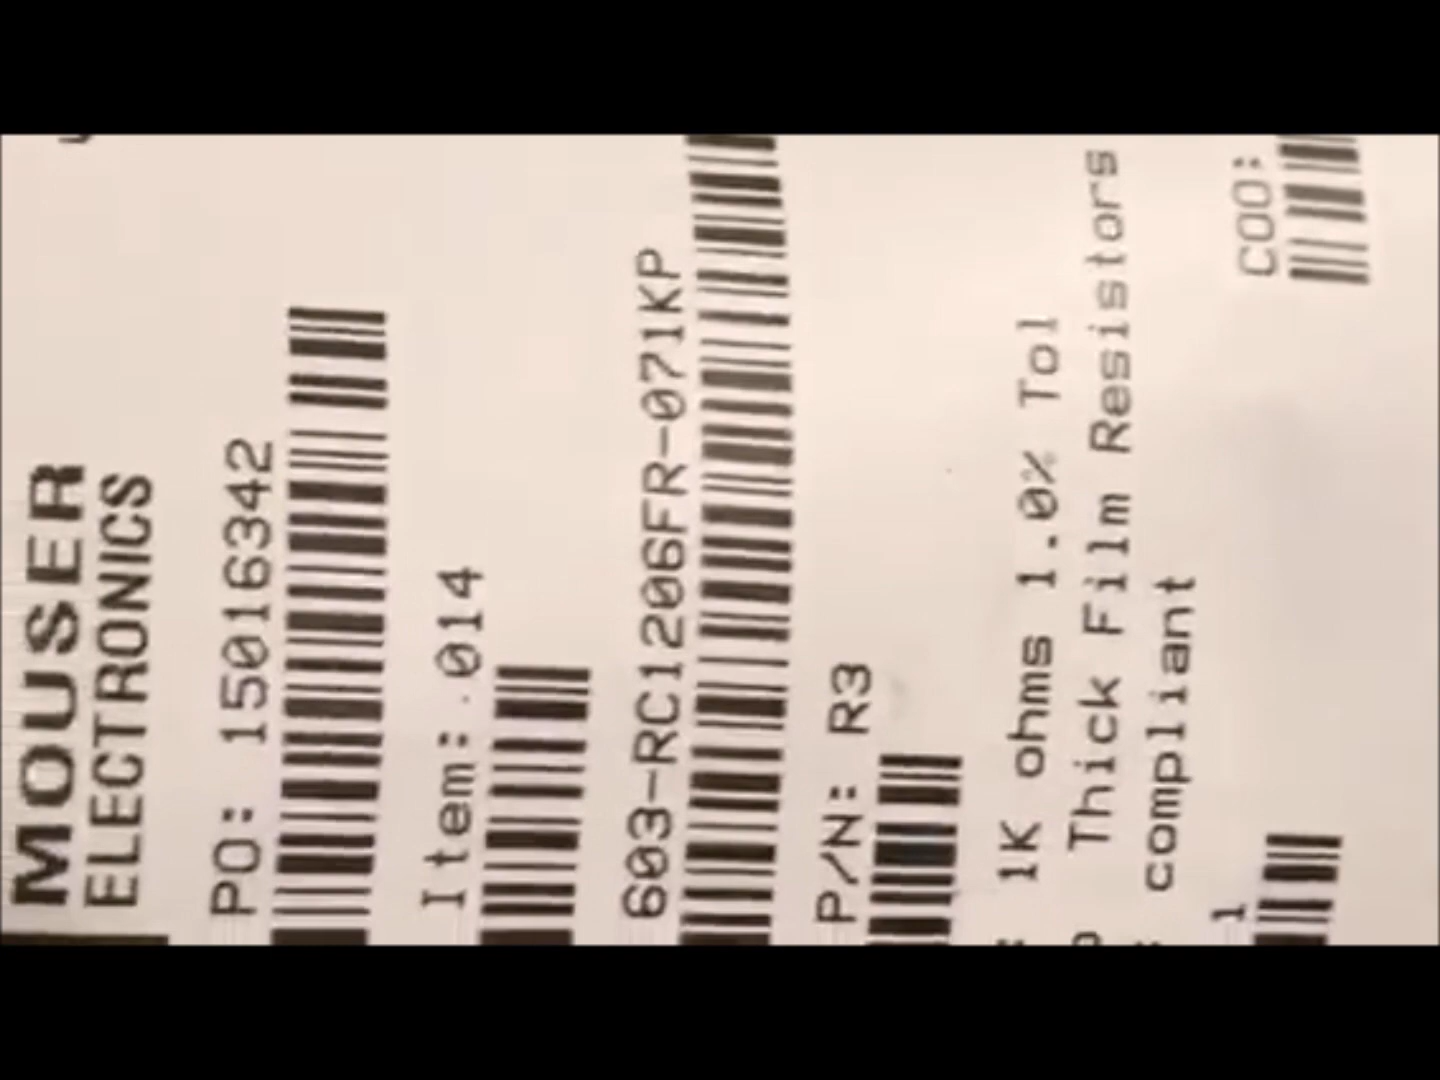 MOUSER
ELECTRONICS
PO: 15016342
Item: 014
603-RC1206FR-071KP
P/N: R3
1K ohms 1.0% Tol
Thick Film Resistors
compliant
COO:
1